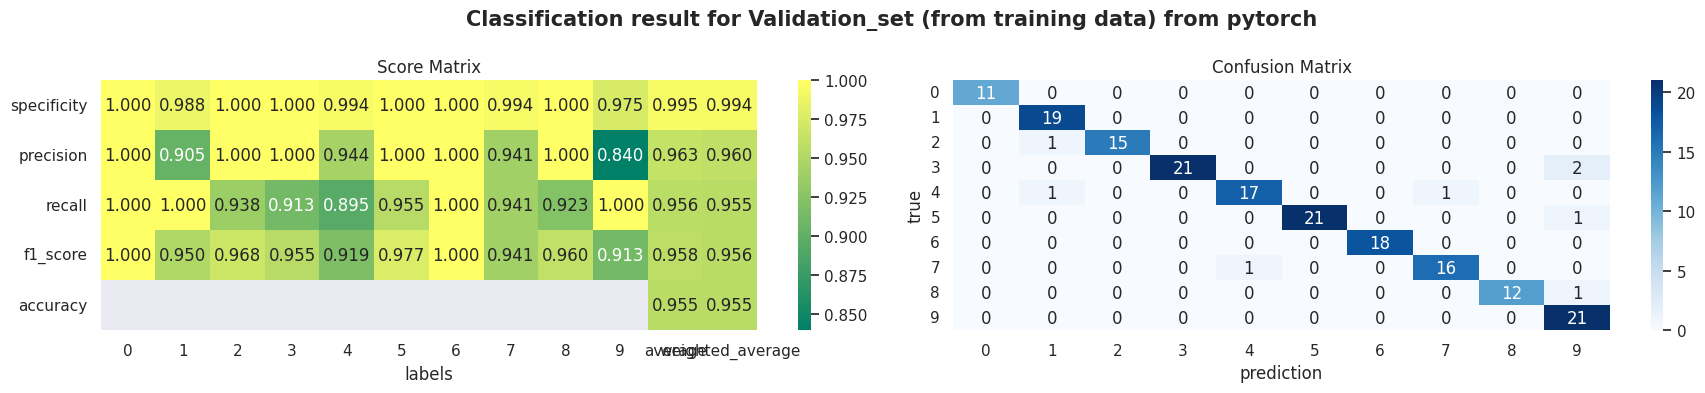 Classification result for Validation_set (from training data) from pytorch
Score Matrix
specificity 1.000 0.988 1.000 1.000 0.994 1.000 1.000 0.994 1.000 0.975 0.995 0.994
precision 1.000 0.905 1.000 1.000 0.944 1.000 1.000 0.941 1.000 0.840 0.963 0.960
recall 1.000 1.000 0.938 0.913 0.895 0.955 1.000 0.941 0.923 1.000 0.956 0.955
f1_score 1.000 0.950 0.968 0.955 0.919 0.977 1.000 0.941 0.960 0.913 0.958 0.956
accuracy 0.955 0.955
0 1 2 3 4 5 6 7 8 9 average weighted_average
labels
1.000
0.975
0.950
0.925
0.900
0.875
0.850
Confusion Matrix
true
0 11 0 0 0 0 0 0 0 0 0
1 0 19 0 0 0 0 0 0 0 0
2 0 1 15 0 0 0 0 0 0 0
3 0 0 0 21 0 0 0 0 0 2
4 0 1 0 0 17 0 0 1 0 0
5 0 0 0 0 0 21 0 0 0 1
6 0 0 0 0 0 0 18 0 0 0
7 0 0 0 0 1 0 0 16 0 0
8 0 0 0 0 0 0 0 0 12 1
9 0 0 0 0 0 0 0 0 0 21
0 1 2 3 4 5 6 7 8 9
prediction
20
15
10
5
0